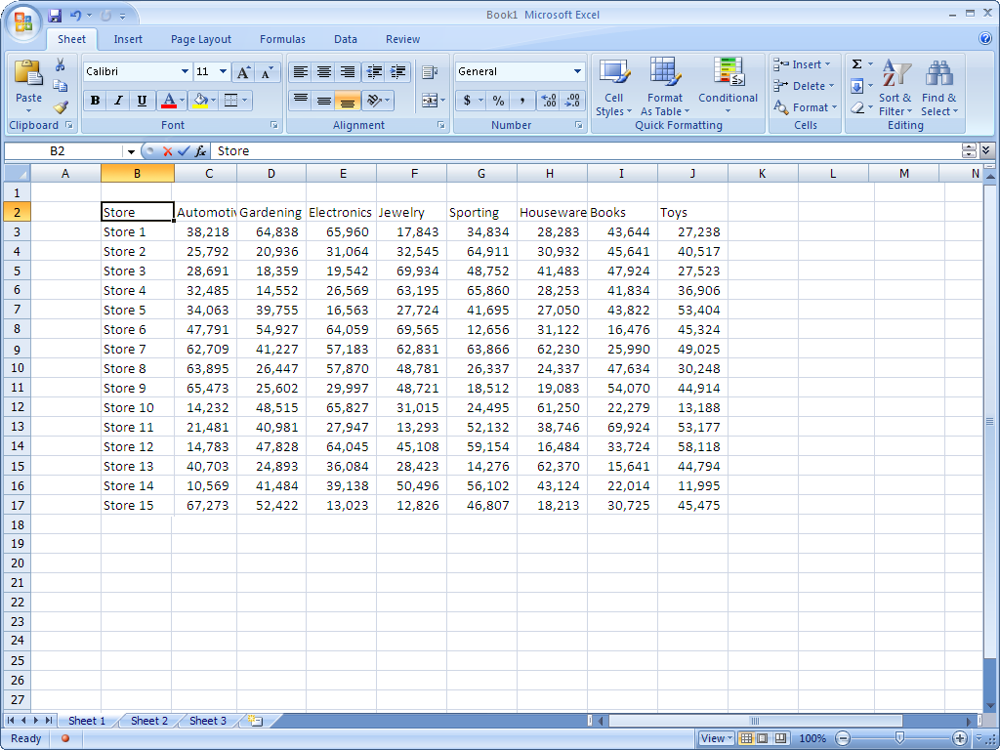 Book1 Microsoft Excel
Sheet Insert Page Layout Formulas Data Review
Calibri 11 General Insert Σ
Paste B I U A $ % , .00 .0 Cell Styles Format As Table Conditional Delete Format Sort & Filter Find & Select
Clipboard Font Alignment Number Quick Formatting Cells Editing
B2 fx Store
A B C D E F G H I J K L M N
1
2 Store Automotiv Gardening Electronics Jewelry Sporting Houseware Books Toys
3 Store 1 38,218 64,838 65,960 17,843 34,834 28,283 43,644 27,238
4 Store 2 25,792 20,936 31,064 32,545 64,911 30,932 45,641 40,517
5 Store 3 28,691 18,359 19,542 69,934 48,752 41,483 47,924 27,523
6 Store 4 32,485 14,552 26,569 63,195 65,860 28,253 41,834 36,906
7 Store 5 34,063 39,755 16,563 27,724 41,695 27,050 43,822 53,404
8 Store 6 47,791 54,927 64,059 69,565 12,656 31,122 16,476 45,324
9 Store 7 62,709 41,227 57,183 62,831 63,866 62,230 25,990 49,025
10 Store 8 63,895 26,447 57,870 48,781 26,337 24,337 47,634 30,248
11 Store 9 65,473 25,602 29,997 48,721 18,512 19,083 54,070 44,914
12 Store 10 14,232 48,515 65,827 31,015 24,495 61,250 22,279 13,188
13 Store 11 21,481 40,981 27,947 13,293 52,132 38,746 69,924 53,177
14 Store 12 14,783 47,828 64,045 45,108 59,154 16,484 33,724 58,118
15 Store 13 40,703 24,893 36,084 28,423 14,276 62,370 15,641 44,794
16 Store 14 10,569 41,484 39,138 50,496 56,102 43,124 22,014 11,995
17 Store 15 67,273 52,422 13,023 12,826 46,807 18,213 30,725 45,475
18
19
20
21
22
23
24
25
26
27
Sheet 1 Sheet 2 Sheet 3
Ready View 100%